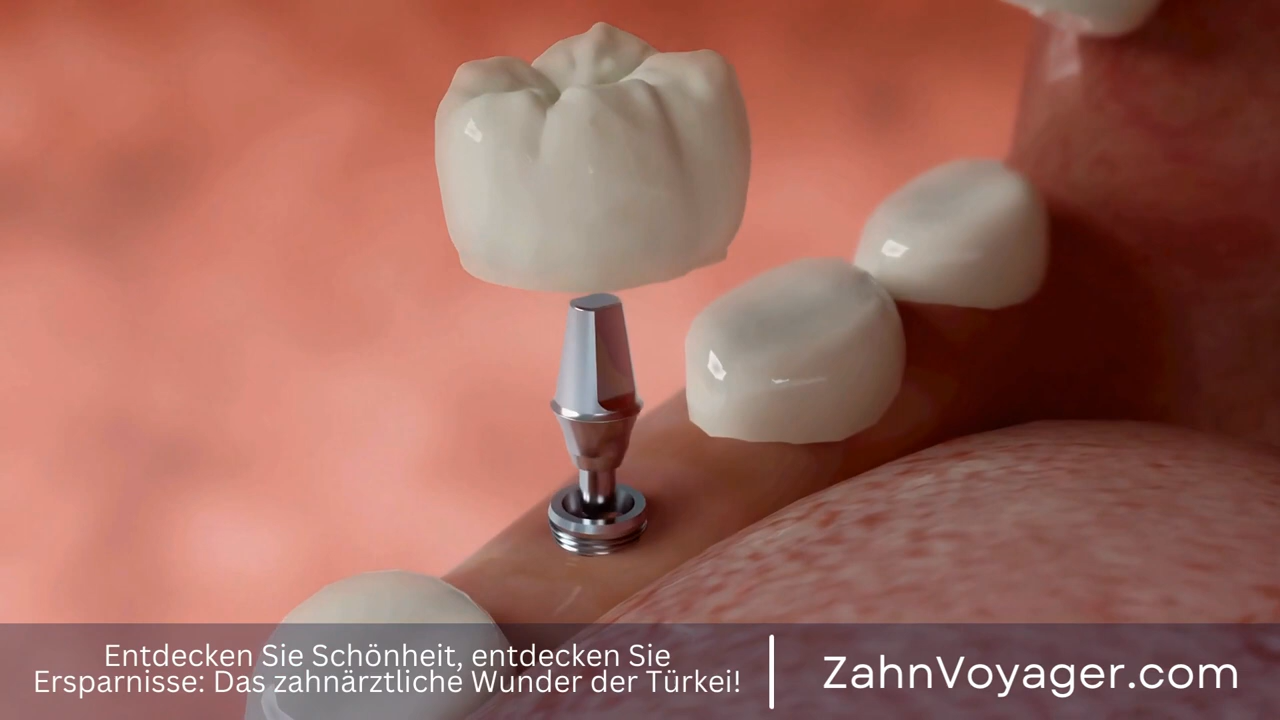 Entdecken Sie Schönheit, entdecken Sie
Ersparnisse: Das zahnärztliche Wunder der Türkei!
ZahnVoyager.com